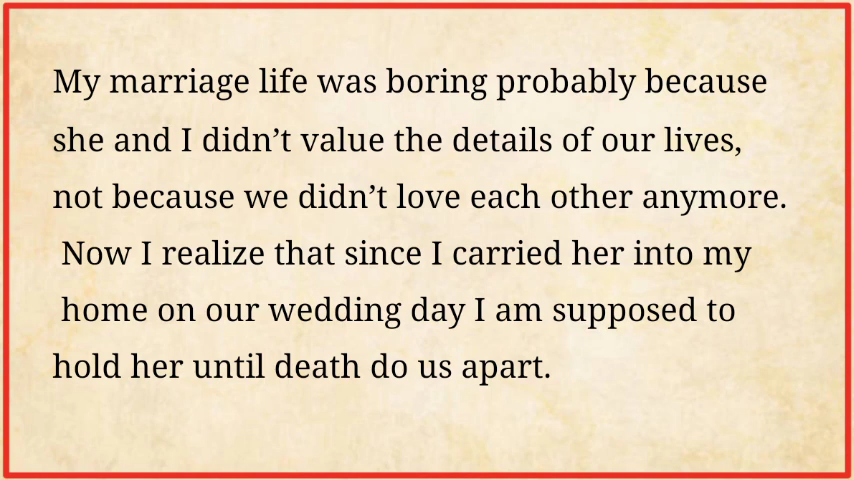 My marriage life was boring probably because
she and I didn’t value the details of our lives,
not because we didn’t love each other anymore.
Now I realize that since I carried her into my
home on our wedding day I am supposed to
hold her until death do us apart.